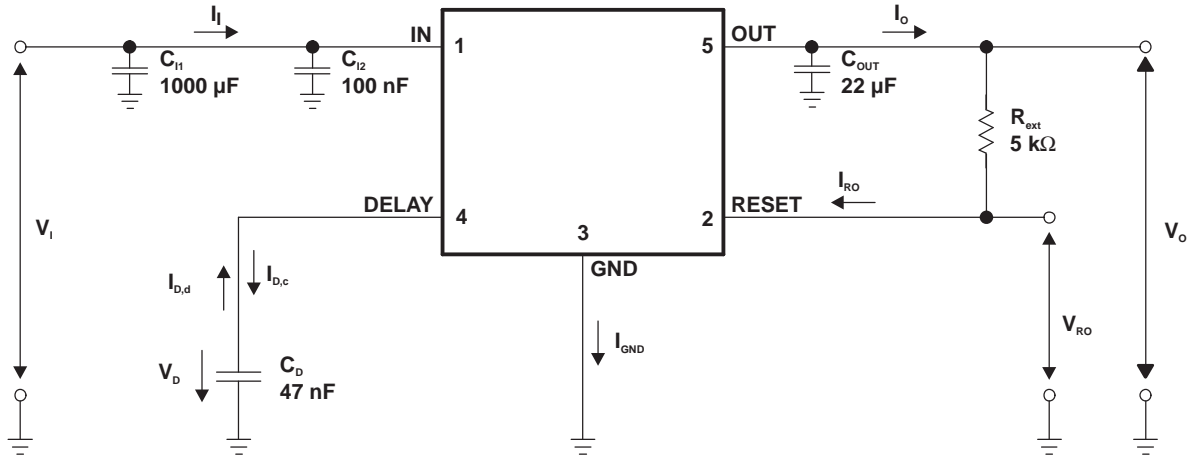 I_I
I_O
IN
1
5
OUT
C_I1
1000 µF
C_I2
100 nF
C_OUT
22 µF
R_ext
5 kΩ
I_RO
DELAY
4
2
RESET
3
GND
V_I
V_O
I_D,d
I_D,c
I_GND
V_RO
V_D
C_D
47 nF